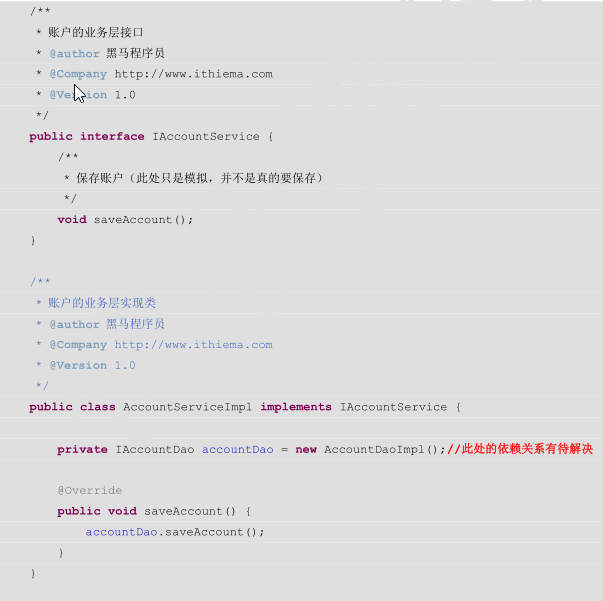 /**
 * 账户的业务层接口
 * @author 黑马程序员
 * @Company http://www.ithiema.com
 * @Version 1.0
 */
public interface IAccountService {
    /**
     * 保存账户（此处只是模拟，并不是真的要保存）
     */
    void saveAccount();
}
/**
 * 账户的业务层实现类
 * @author 黑马程序员
 * @Company http://www.ithiema.com
 * @Version 1.0
 */
public class AccountServiceImpl implements IAccountService {
    private IAccountDao accountDao = new AccountDaoImpl();//此处的依赖关系有待解决
    @Override
    public void saveAccount() {
        accountDao.saveAccount();
    }
}